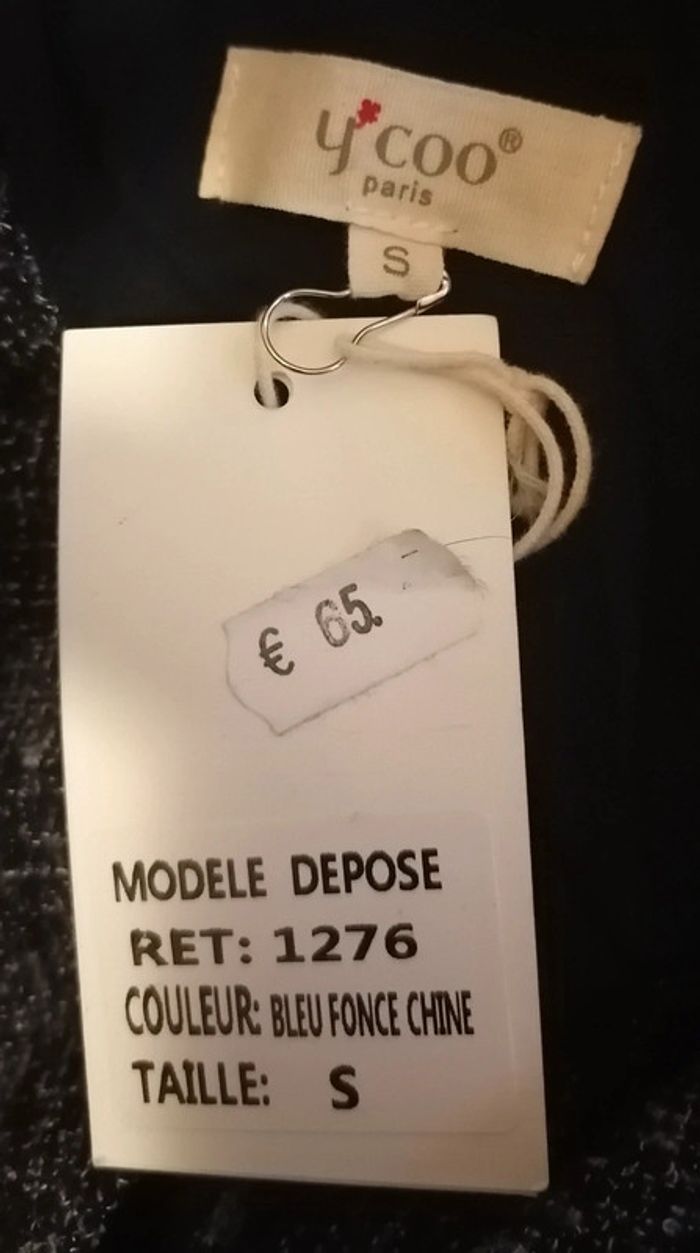 y'coo®
paris
S
€ 65.
MODELE DEPOSE
RET: 1276
COULEUR: BLEU FONCE CHINE
TAILLE: S